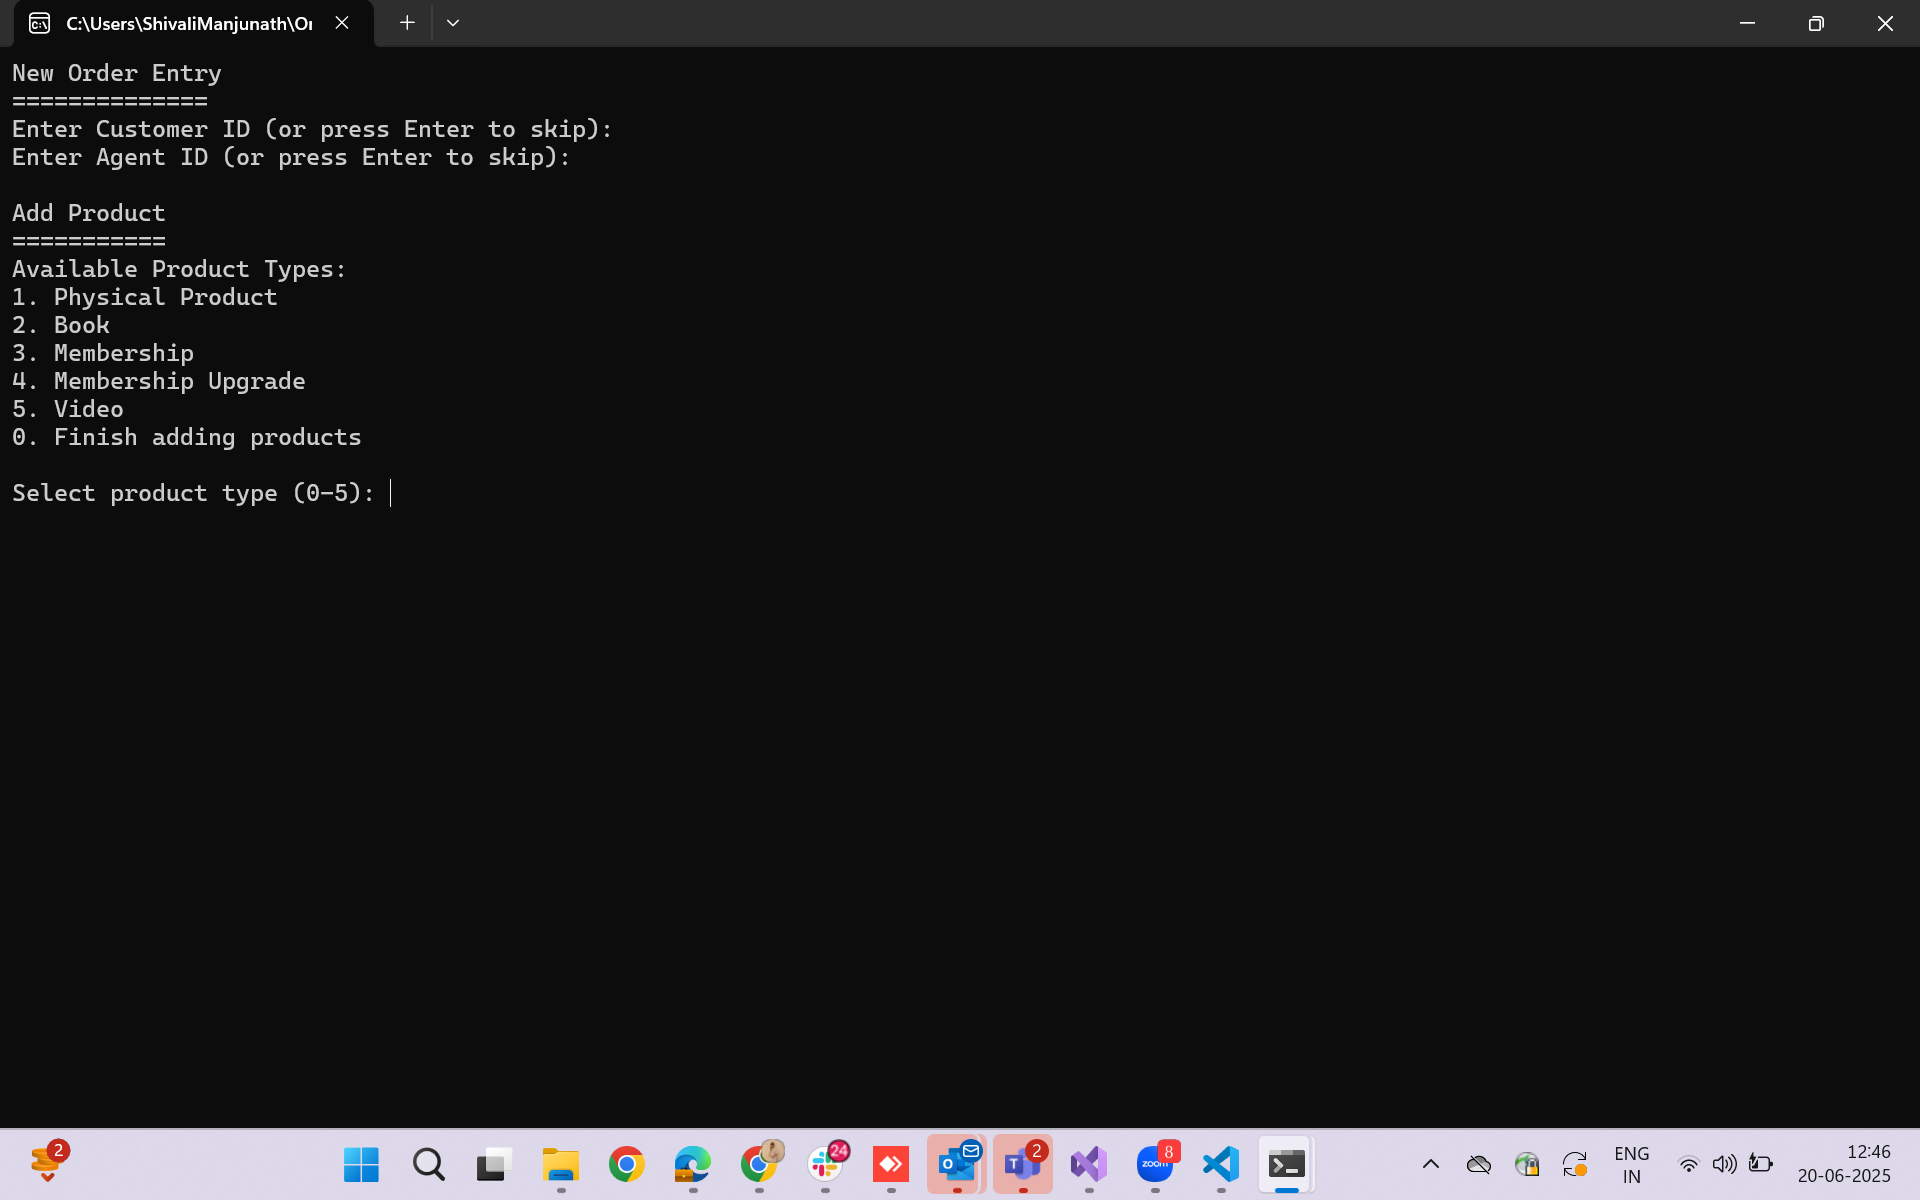 C:\Users\ShivaliManjunath\Or
New Order Entry
==============
Enter Customer ID (or press Enter to skip):
Enter Agent ID (or press Enter to skip):
Add Product
===========
Available Product Types:
1. Physical Product
2. Book
3. Membership
4. Membership Upgrade
5. Video
0. Finish adding products
Select product type (0-5):
2
24
2
zoom
8
ENG
IN
12:46
20-06-2025